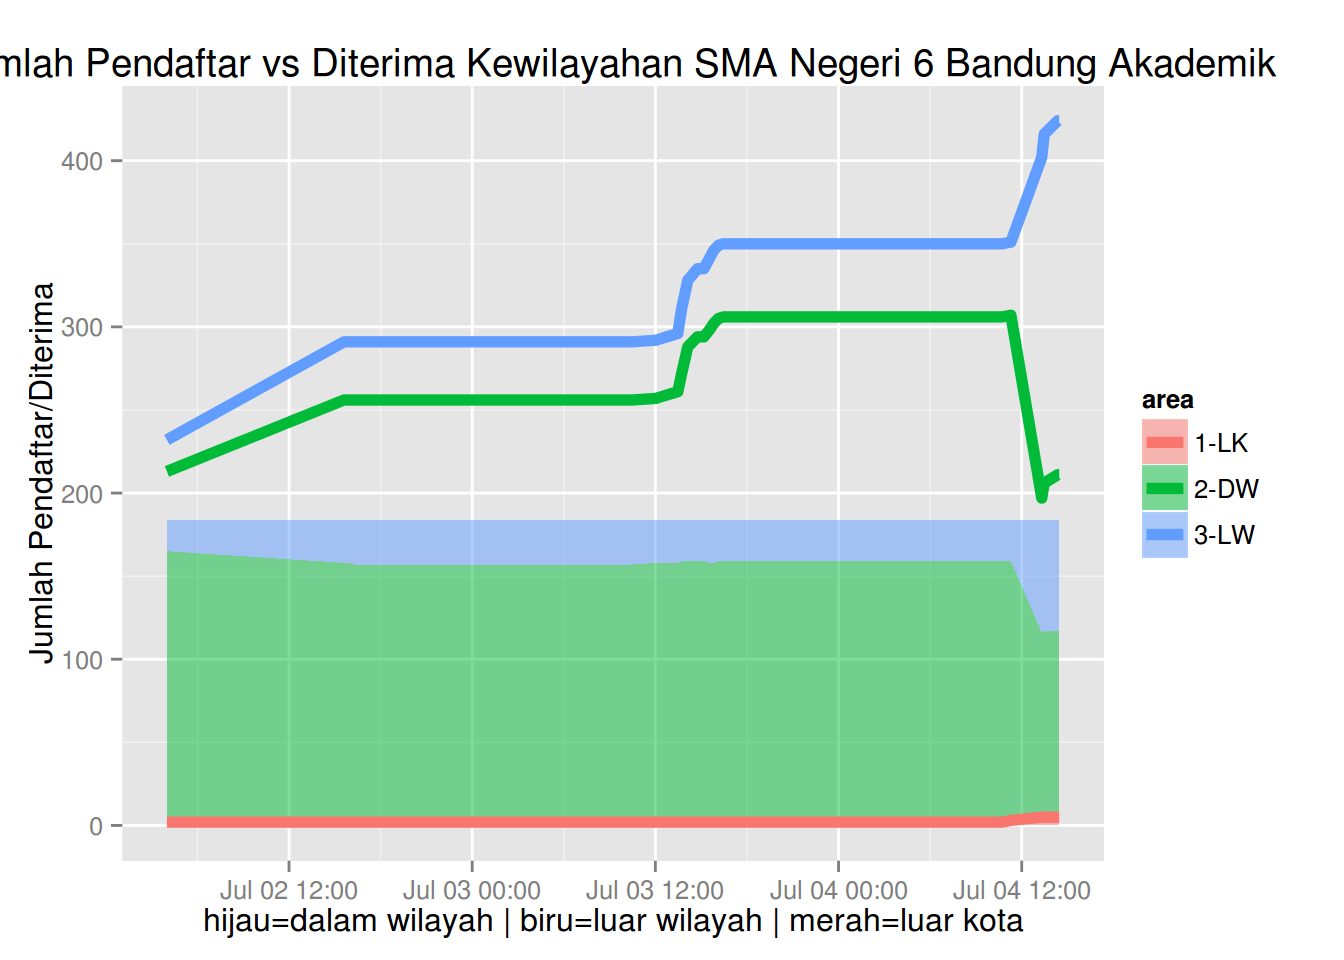 mlah Pendaftar vs Diterima Kewilayahan SMA Negeri 6 Bandung Akademik
Jumlah Pendaftar/Diterima
400
300
200
100
0
Jul 02 12:00 Jul 03 00:00 Jul 03 12:00 Jul 04 00:00 Jul 04 12:00
hijau=dalam wilayah | biru=luar wilayah | merah=luar kota
area
1-LK
2-DW
3-LW